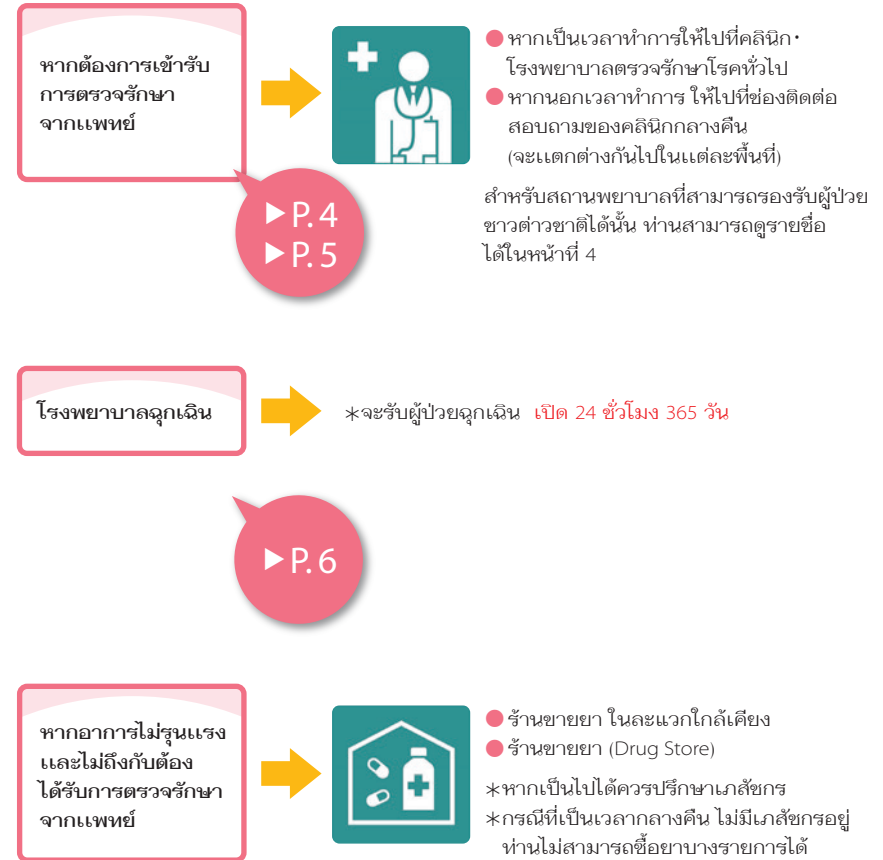 หากต้องการเข้ารับ
การตรวจรักษา
จากแพทย์
●หากเป็นเวลาทำการให้ไปที่คลินิก・
โรงพยาบาลตรวจรักษาโรคทั่วไป
●หากนอกเวลาทำการ ให้ไปที่ช่องติดต่อ
สอบถามของคลินิกกลางคืน
(จะแตกต่างกันไปในแต่ละพื้นที่)
สำหรับสถานพยาบาลที่สามารถรองรับผู้ป่วย
ชาวต่าวชาติได้นั้น ท่านสามารถดูรายชื่อ
ได้ในหน้าที่ 4
▶P. 4
▶P. 5
โรงพยาบาลฉุกเฉิน
＊จะรับผู้ป่วยฉุกเฉิน เปิด 24 ชั่วโมง 365 วัน
▶P. 6
หากอาการไม่รุนแรง
และไม่ถึงกับต้อง
ได้รับการตรวจรักษา
จากแพทย์
●ร้านขายยา ในละแวกใกล้เคียง
●ร้านขายยา (Drug Store)
＊หากเป็นไปได้ควรปรึกษาเภสัชกร
＊กรณีที่เป็นเวลากลางคืน ไม่มีเภสัชกรอยู่
ท่านไม่สามารถซื้อยาบางรายการได้